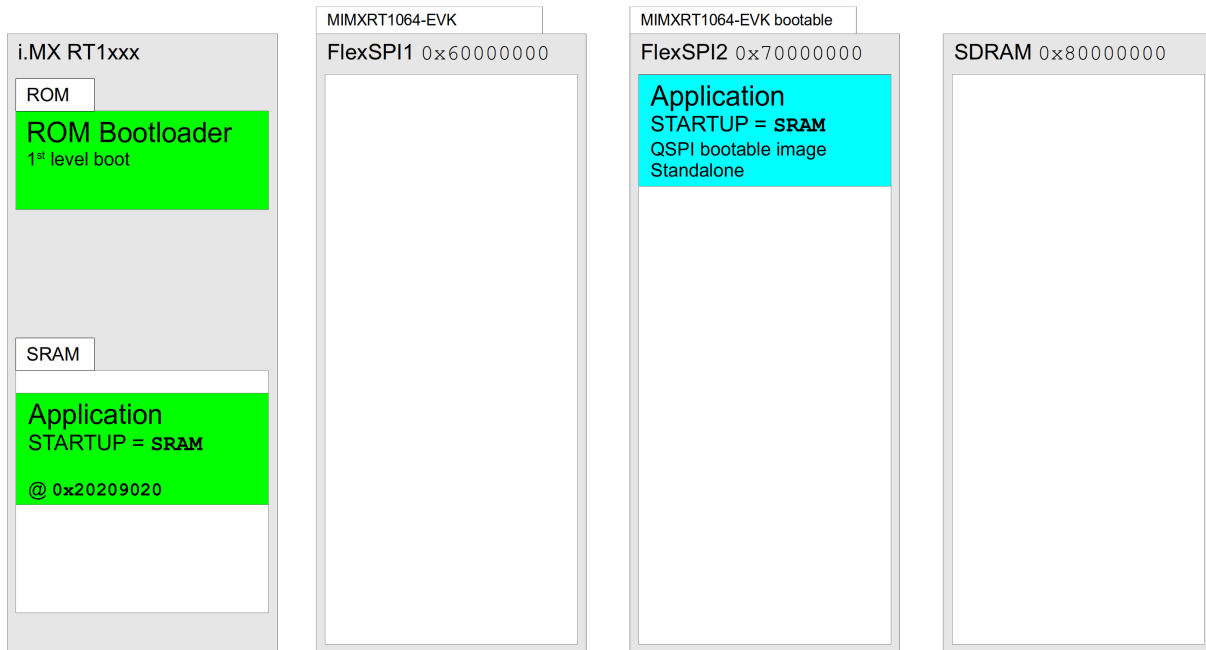 i.MX RT1xxx
ROM
ROM Bootloader
1st level boot
SRAM
Application
STARTUP = SRAM
@ 0x20209020
MIMXRT1064-EVK
FlexSPI1 0x60000000
MIMXRT1064-EVK bootable
FlexSPI2 0x70000000
Application
STARTUP = SRAM
QSPI bootable image
Standalone
SDRAM 0x80000000